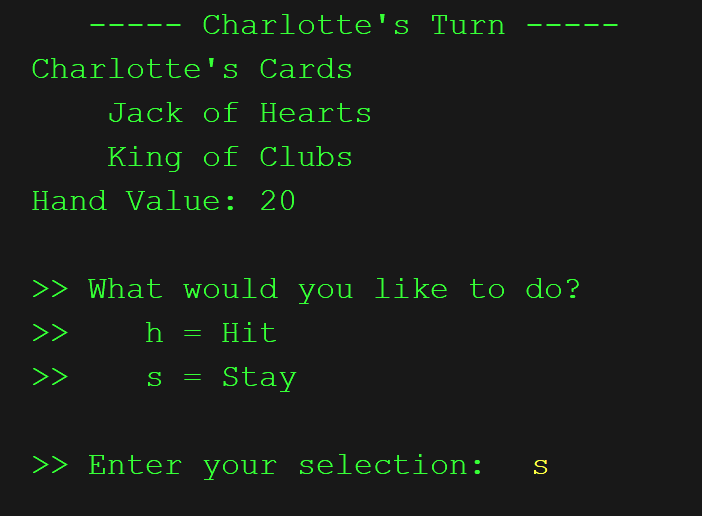 ----- Charlotte's Turn -----
Charlotte's Cards
Jack of Hearts
King of Clubs
Hand Value: 20
>> What would you like to do?
>> h = Hit
>> s = Stay
>> Enter your selection: s